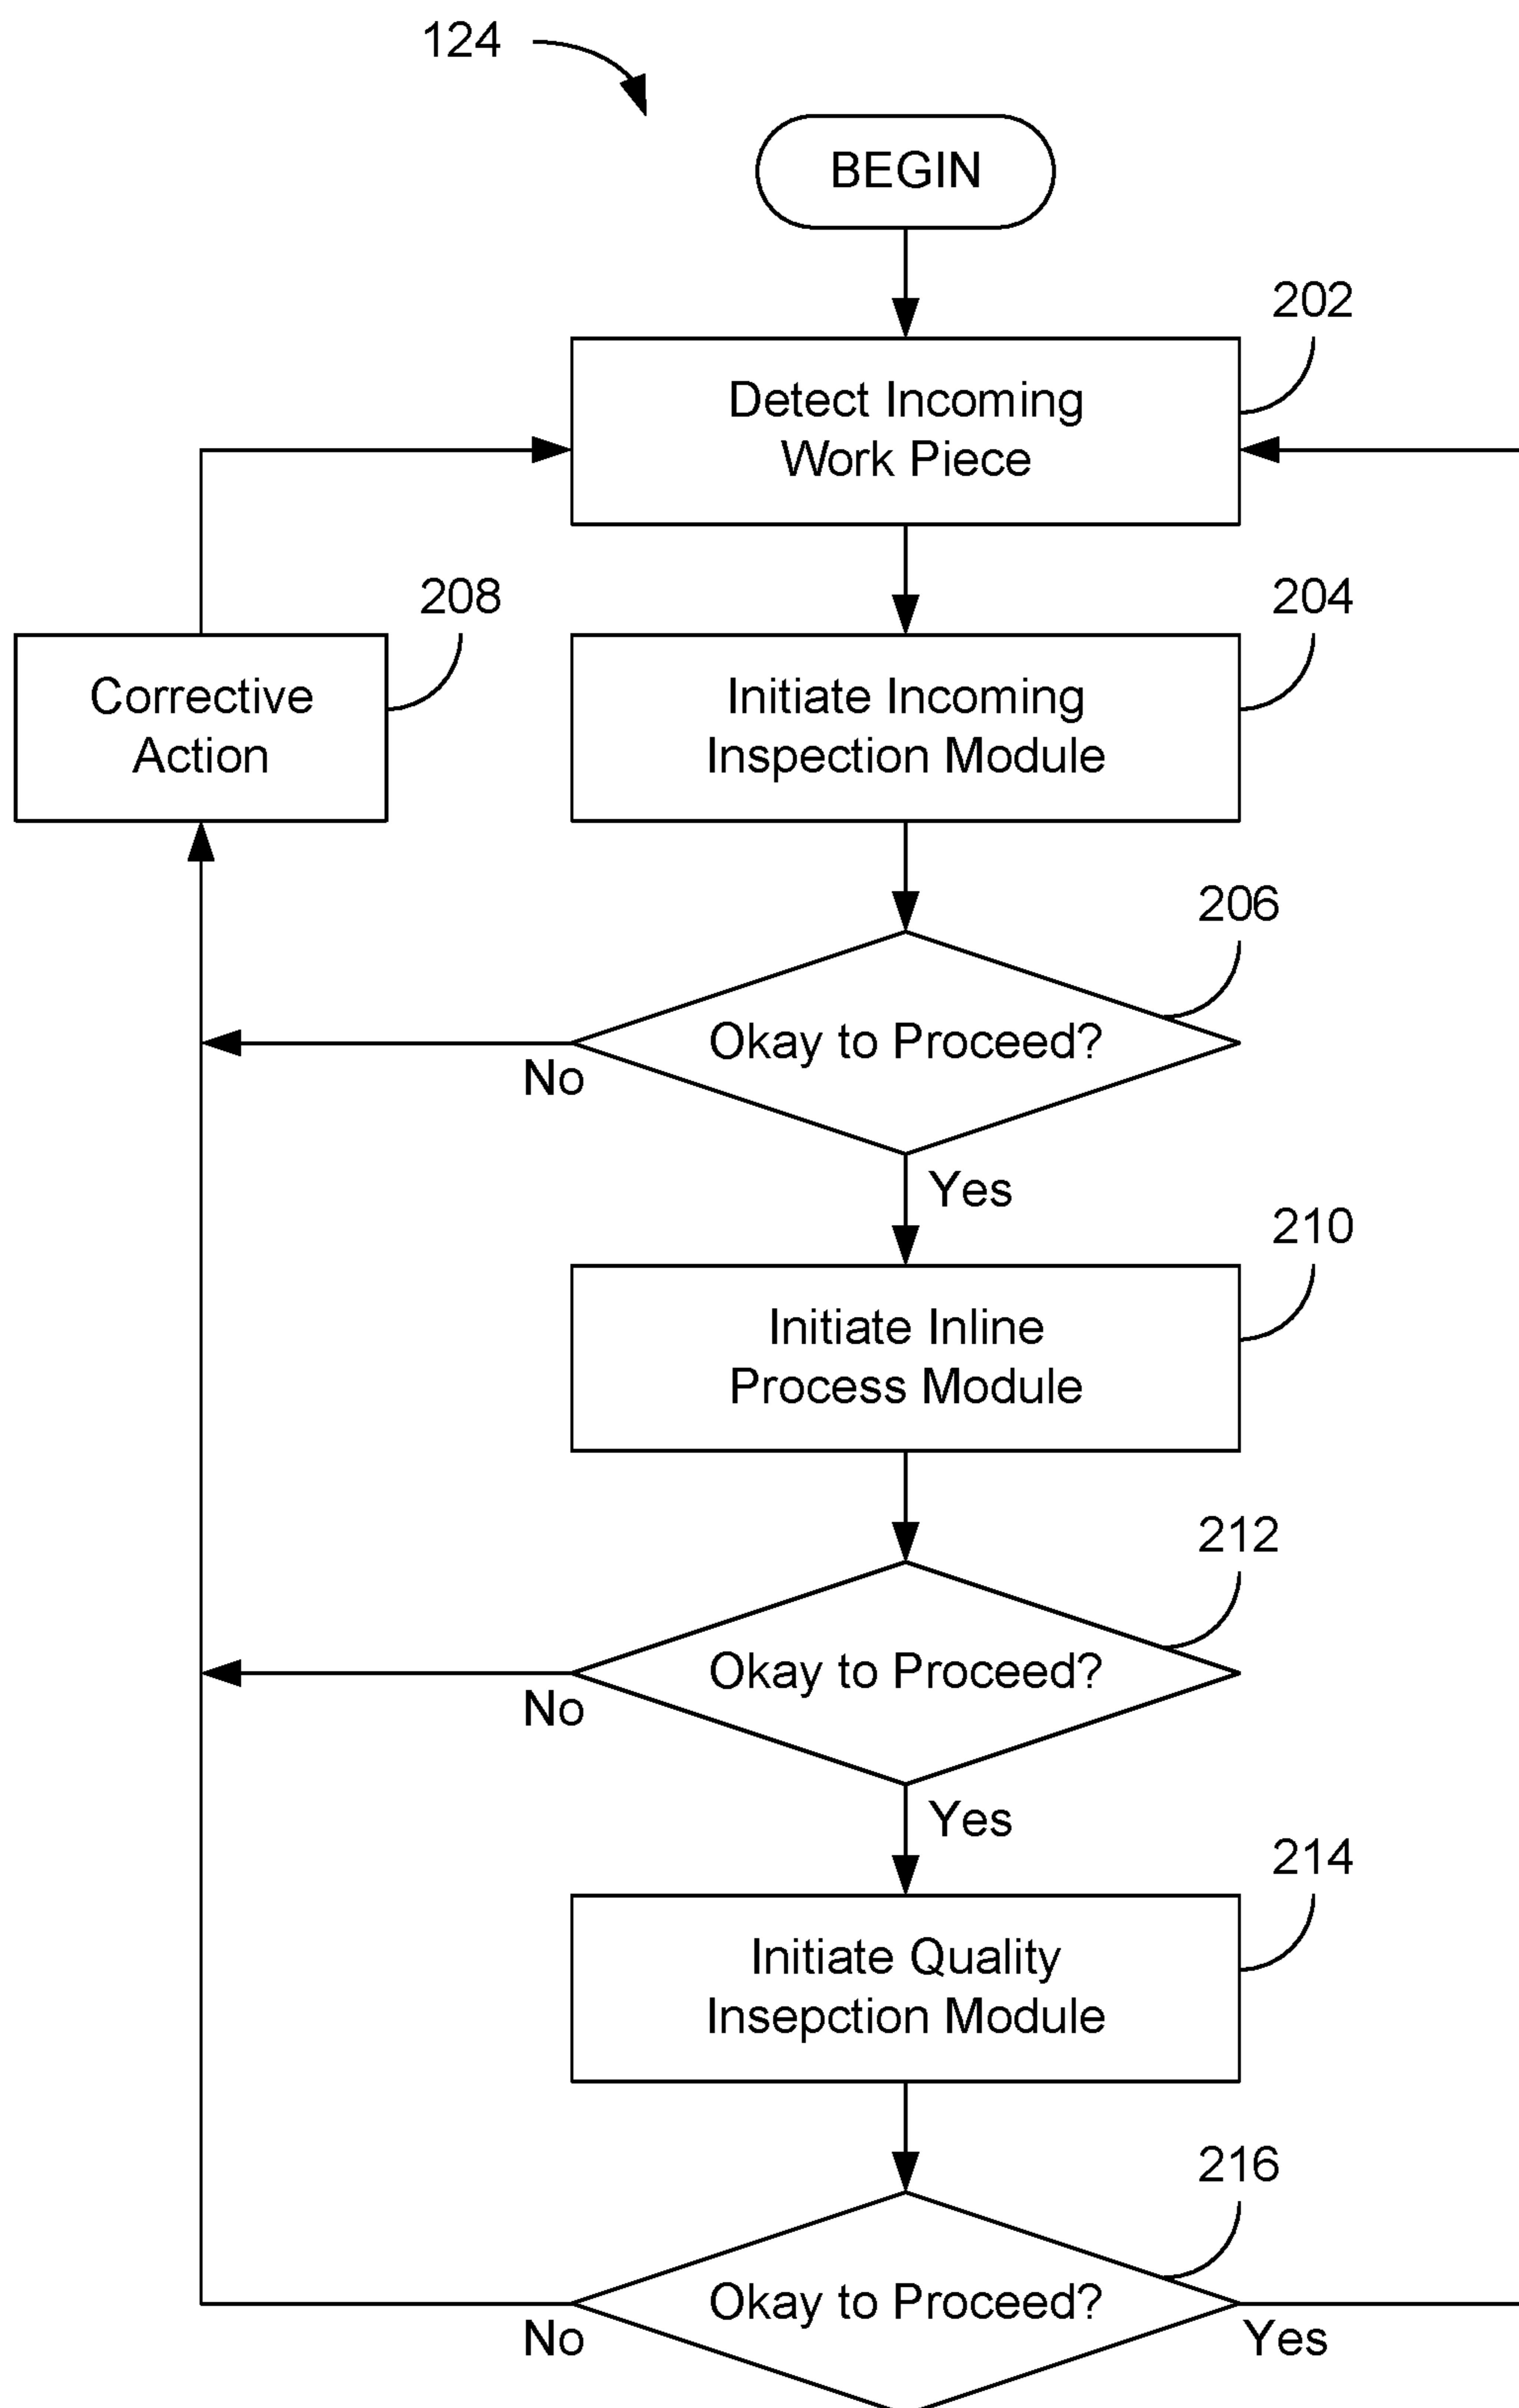 124
BEGIN
202
Detect Incoming
Work Piece
208
204
Corrective
Action
Initiate Incoming
Inspection Module
206
Okay to Proceed?
No
Yes
210
Initiate Inline
Process Module
212
Okay to Proceed?
No
Yes
214
Initiate Quality
Insepction Module
216
Okay to Proceed?
No
Yes